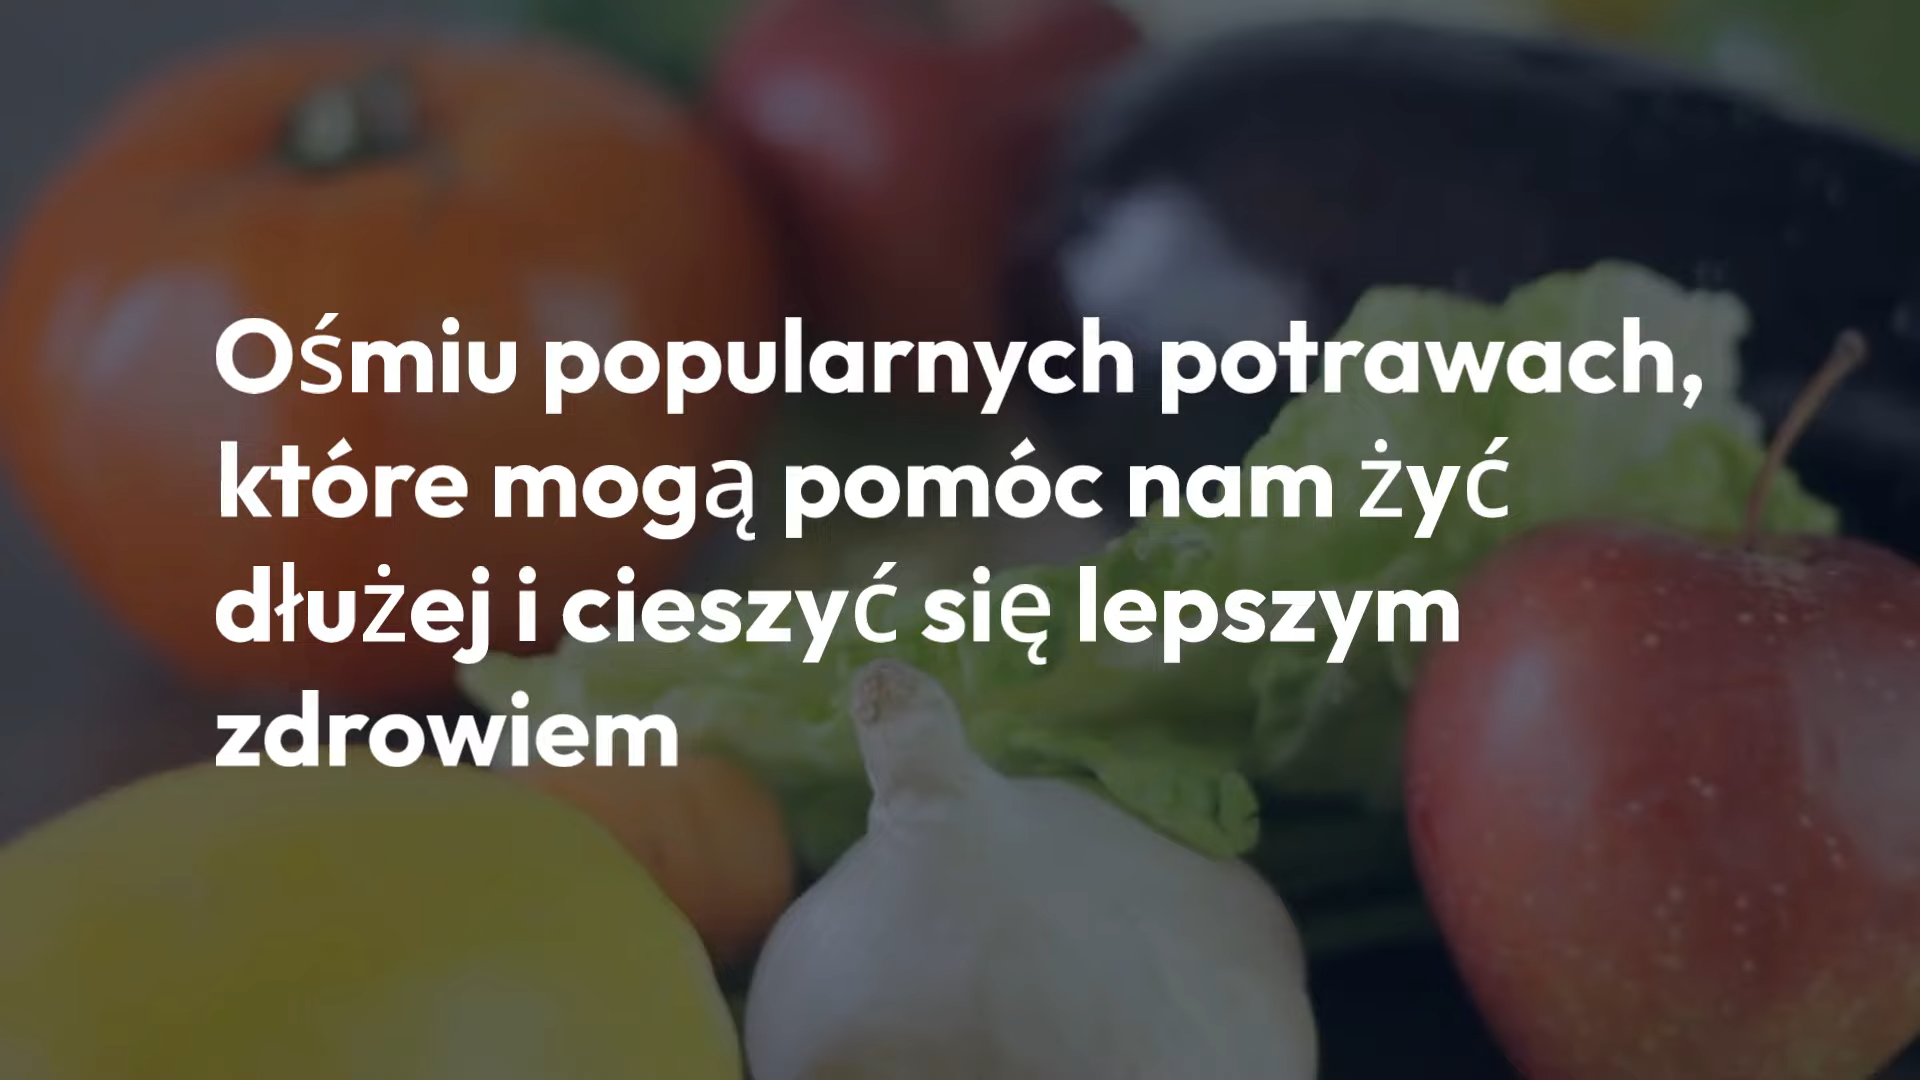 Ośmiu popularnych potrawach,
które mogą pomóc nam żyć
dłużej i cieszyć się lepszym
zdrowiem